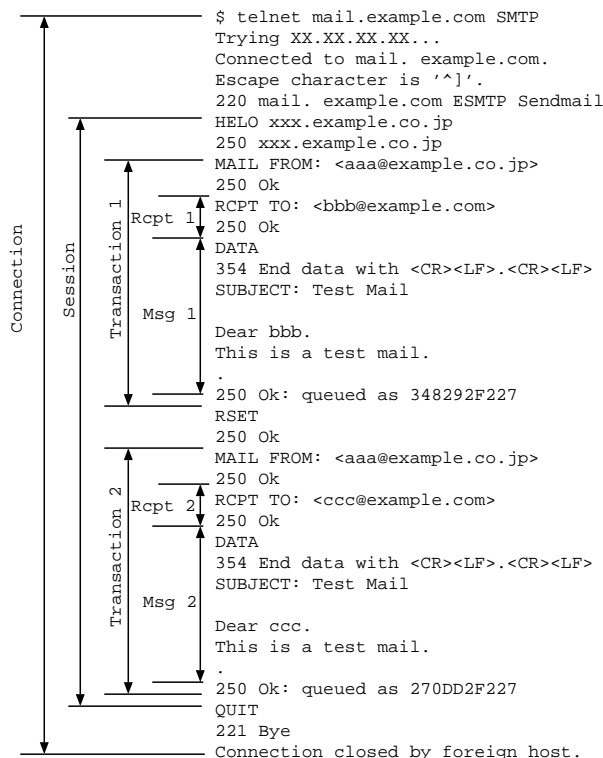 $ telnet mail.example.com SMTP
Trying XX.XX.XX.XX...
Connected to mail. example.com.
Escape character is '^]'.
220 mail. example.com ESMTP Sendmail
HELO xxx.example.co.jp
250 xxx.example.co.jp
MAIL FROM: <aaa@example.co.jp>
250 Ok
RCPT TO: <bbb@example.com>
250 Ok
DATA
354 End data with <CR><LF>.<CR><LF>
SUBJECT: Test Mail
Dear bbb.
This is a test mail.
.
250 Ok: queued as 348292F227
RSET
250 Ok
MAIL FROM: <aaa@example.co.jp>
250 Ok
RCPT TO: <ccc@example.com>
250 Ok
DATA
354 End data with <CR><LF>.<CR><LF>
SUBJECT: Test Mail
Dear ccc.
This is a test mail.
.
250 Ok: queued as 270DD2F227
QUIT
221 Bye
Connection closed by foreign host.
Connection
Session
Transaction 1
Rcpt 1
Msg 1
Transaction 2
Rcpt 2
Msg 2